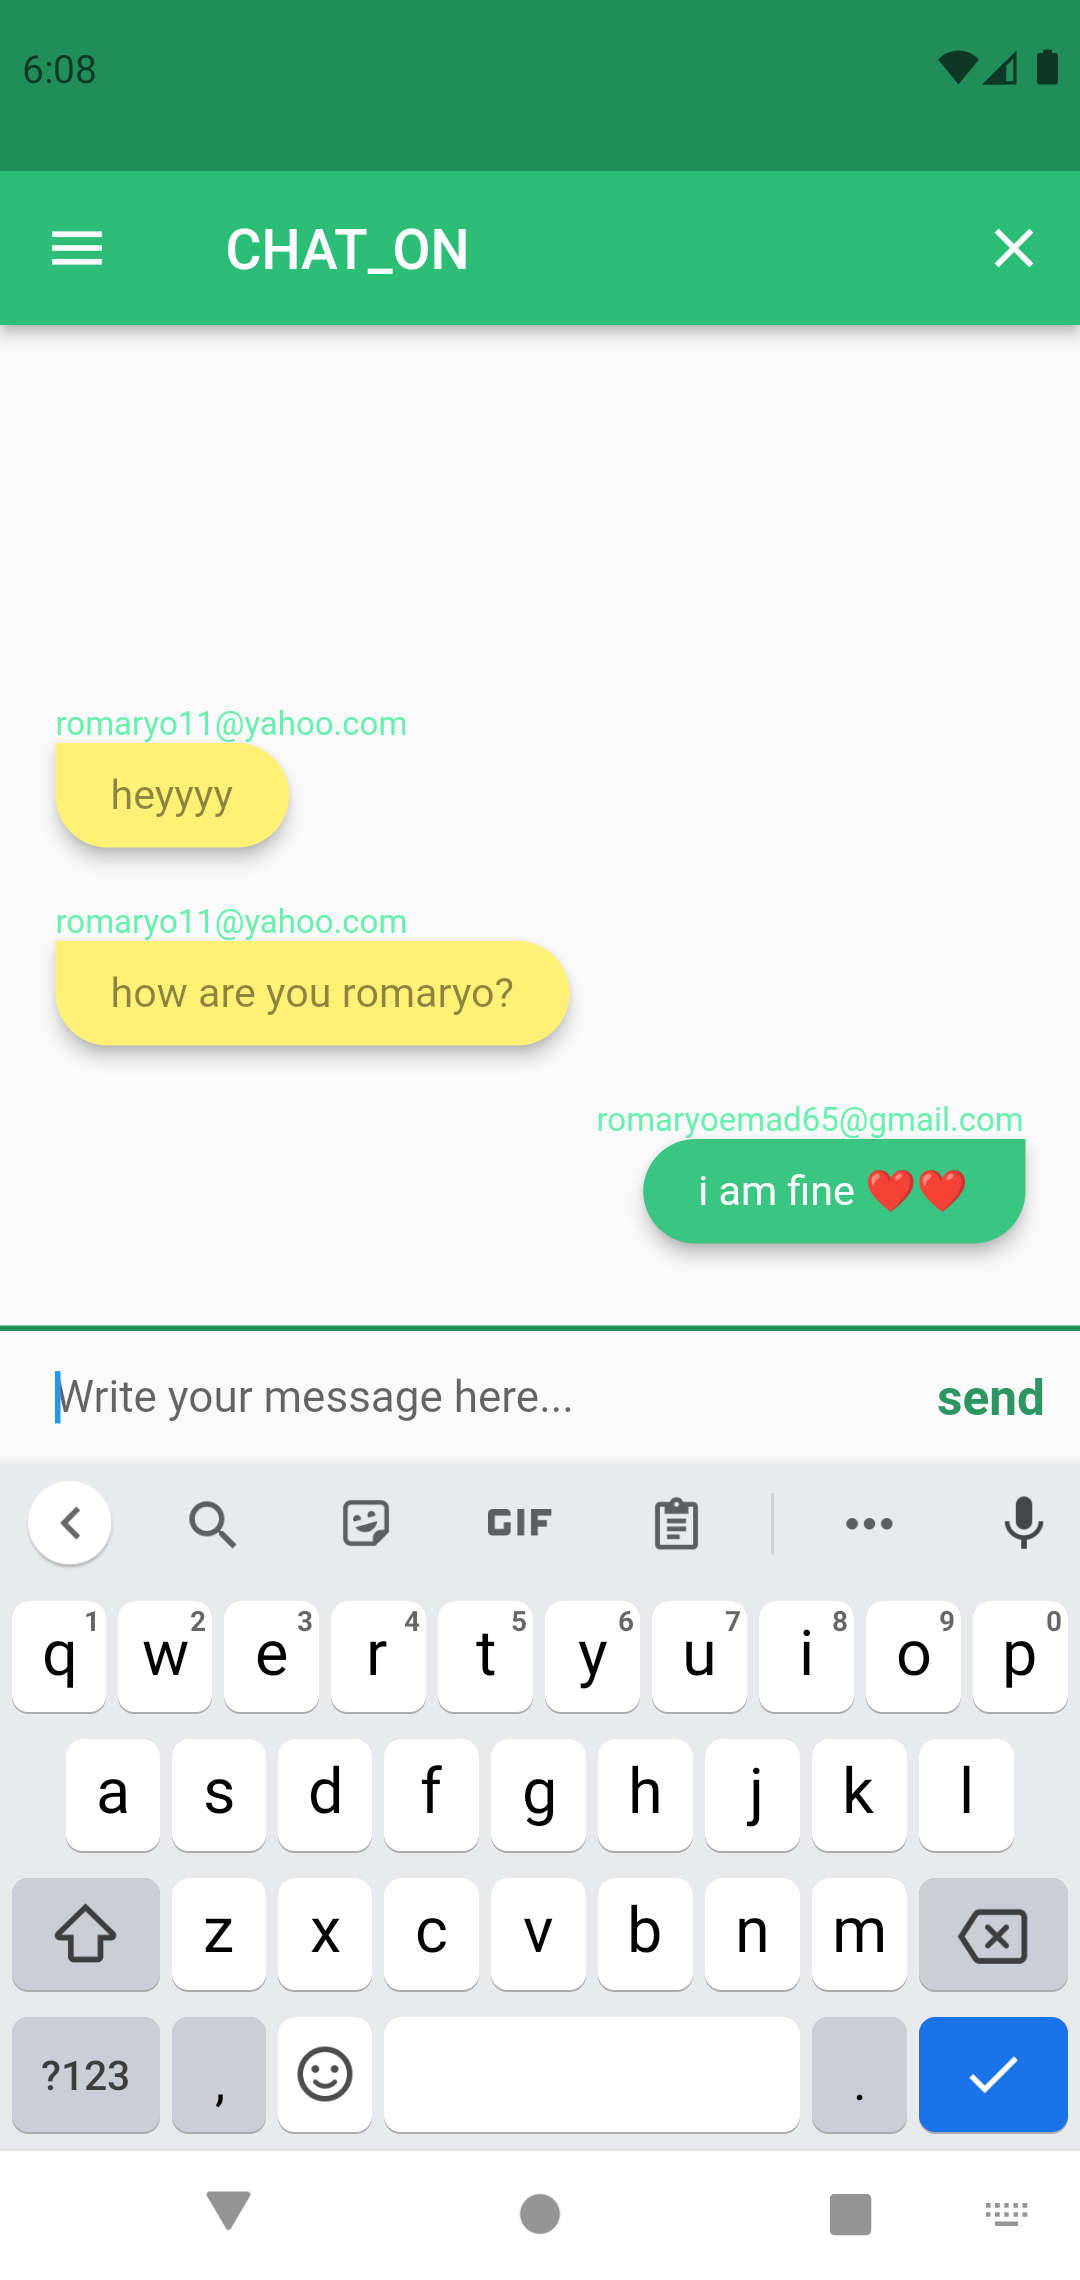 6:08
CHAT_ON
romaryo11@yahoo.com
heyyyy
romaryo11@yahoo.com
how are you romaryo?
romaryoemad65@gmail.com
i am fine ❤️❤️
Write your message here...
send
GIF
q 1 w 2 e 3 r 4 t 5 y 6 u 7 i 8 o 9 p 0
a s d f g h j k l
z x c v b n m
?123 , .